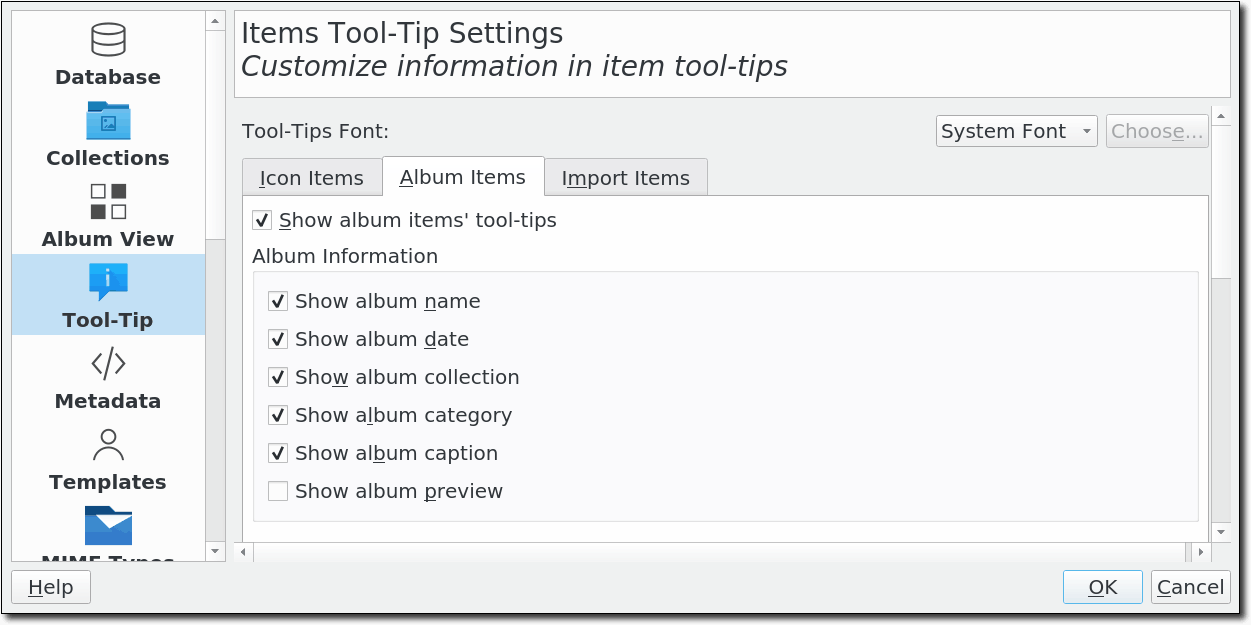 Database
Collections
Album View
Tool-Tip
Metadata
Templates
Items Tool-Tip Settings
Customize information in item tool-tips
Tool-Tips Font: System Font Choose...
Icon Items Album Items Import Items
Show album items' tool-tips
Album Information
Show album name
Show album date
Show album collection
Show album category
Show album caption
Show album preview
MIME Types
Help OK Cancel